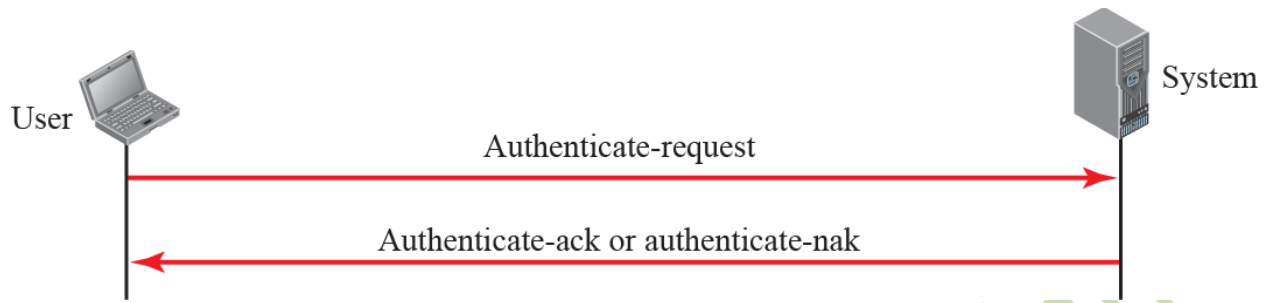 User
System
Authenticate-request
Authenticate-ack or authenticate-nak